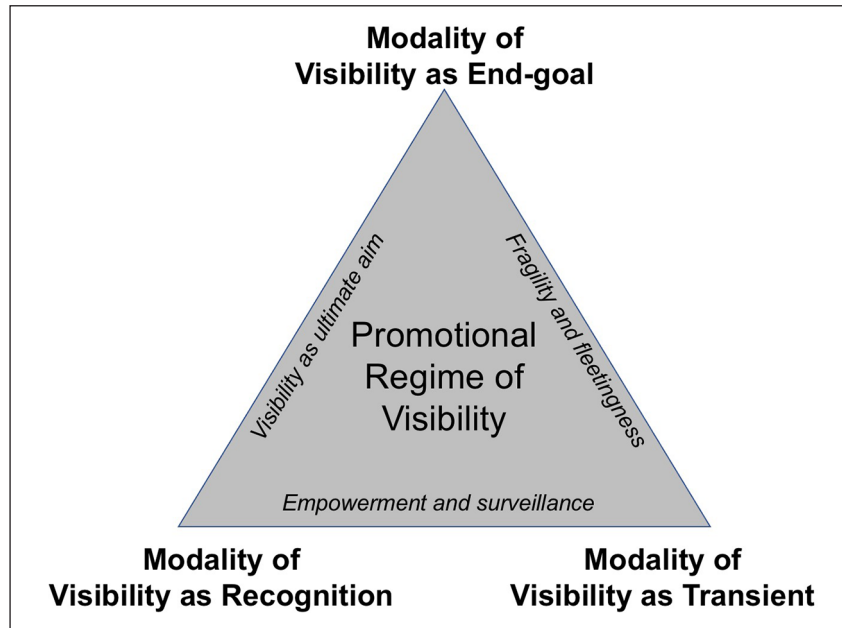 Modality of
Visibility as End-goal
Visibility as ultimate aim
Fragility and fleetingness
Promotional
Regime of
Visibility
Empowerment and surveillance
Modality of
Visibility as Recognition
Modality of
Visibility as Transient